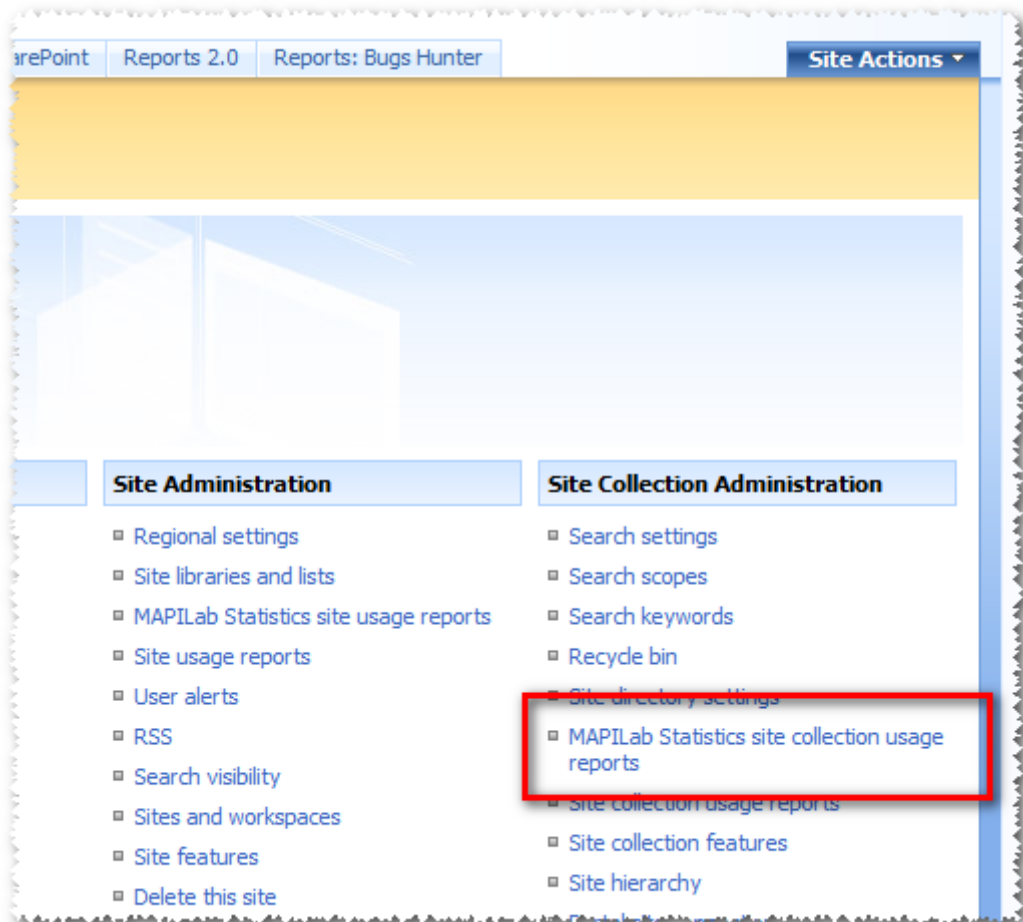 Reports 2.0
Reports: Bugs Hunter
Site Actions
Site Administration
Regional settings
Site libraries and lists
MAPILab Statistics site usage reports
Site usage reports
User alerts
RSS
Search visibility
Sites and workspaces
Site features
Delete this site
Site Collection Administration
Search settings
Search scopes
Search keywords
Recycle bin
Site directory settings
MAPILab Statistics site collection usage
reports
Site collection usage reports
Site collection features
Site hierarchy